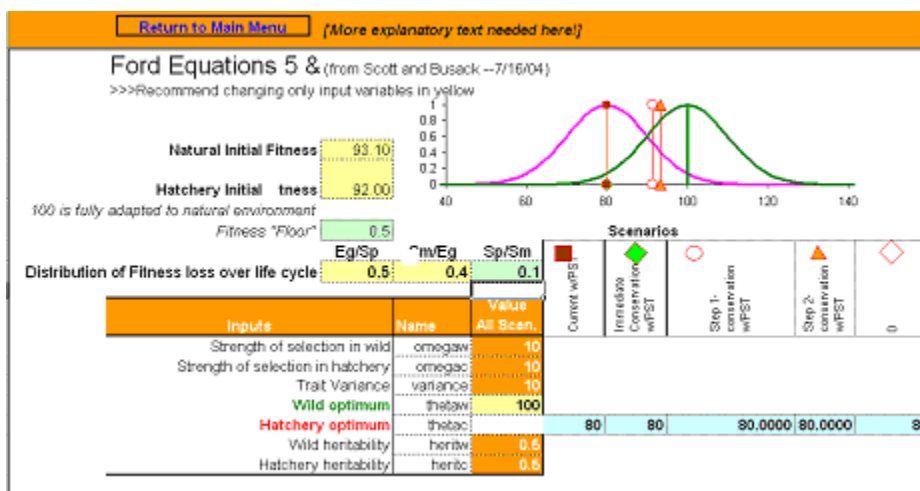 Return to Main Menu [More explanatory text needed here!]
Ford Equations 5 & (from Scott and Busack --7/16/04)
>>>Recommend changing only input variables in yellow
1
0.8
0.6
0.4
0.2
0
40 60 80 100 120 140
Natural Initial Fitness 93.10
Hatchery Initial tness 92.00
100 is fully adapted to natural environment
Fitness "Floor" 0.5
Scenarios
Eg/Sp Sm/Eg Sp/Sm
Distribution of Fitness loss over life cycle 0.5 0.4 0.1
Current w/PST
Immediate Conservation w/PST
Step 1- conservation w/PST
Step 2- conservation w/PST
0
Inputs Name Value All Scen.
Strength of selection in wild omegaw 10
Strength of selection in hatchery omegac 10
Trait Variance variance 10
Wild optimum thetaw 100
Hatchery optimum thetac 80 80 80.0000 80.0000 8
Wild heritability heritw 0.5
Hatchery heritability heritc 0.5